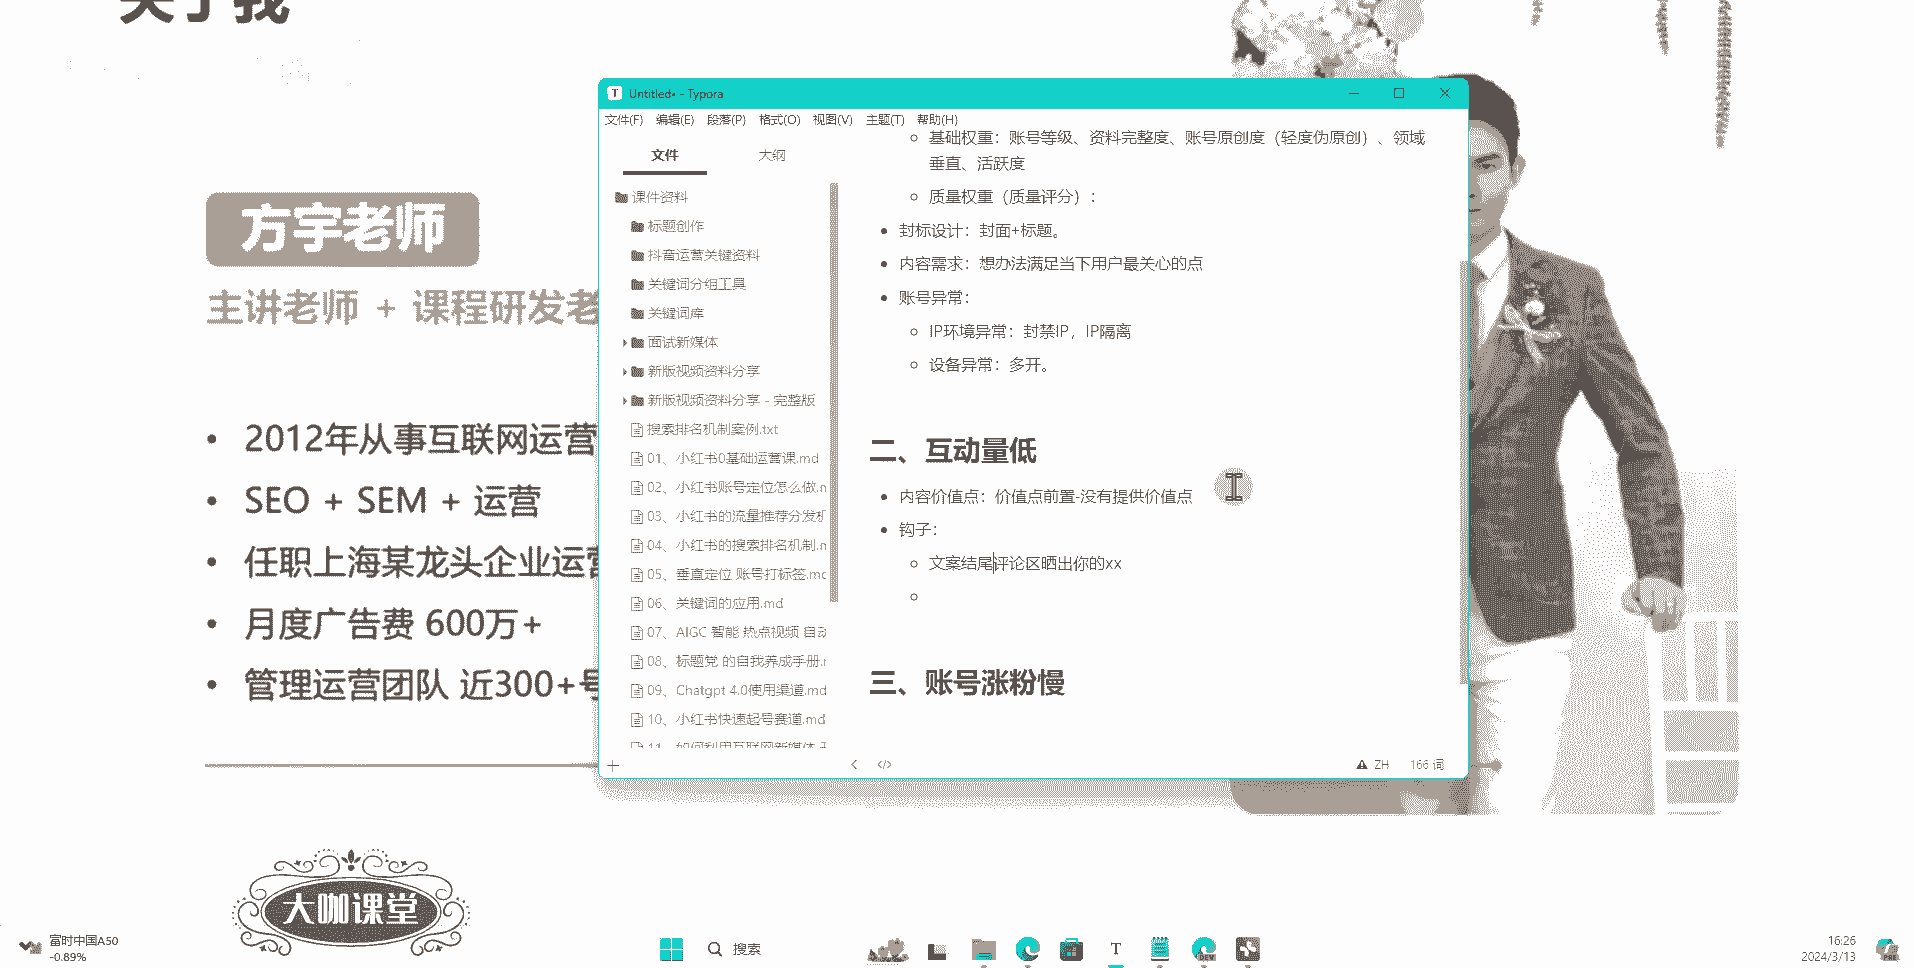 关于我
方宇老师
主讲老师 + 课程研发老
2012年从事互联网运营
SEO + SEM + 运营
任职上海某龙头企业运营
月度广告费 600万+
管理运营团队 近300+号
大咖课堂
Untitled• - Typora
文件(F) 编辑(E) 段落(P) 格式(O) 视图(V) 主题(T) 帮助(H)
文件 大纲
课件资料
标题创作
抖音运营关键资料
关键词分组工具
关键词库
面试新媒体
新版视频资料分享
新版视频资料分享 - 完整版
搜索排名机制案例.txt
01、小红书0基础运营课.md
02、小红书账号定位怎么做.n
03、小红书的流量推荐分发机
04、小红书的搜索排名机制.n
05、垂直定位 账号打标签.mc
06、关键词的应用.md
07、AIGC 智能 热点视频 自动
08、标题党 的自我养成手册.r
09、Chatgpt 4.0使用渠道.md
10、小红书快速起号赛道.md
11、如何利用互联网新媒体
基础权重：账号等级、资料完整度、账号原创度（轻度伪原创）、领域
垂直、活跃度
质量权重（质量评分）：
封标设计：封面+标题。
内容需求：想办法满足当下用户最关心的点
账号异常：
IP环境异常：封禁IP，IP隔离
设备异常：多开。
二、互动量低
内容价值点：价值点前置-没有提供价值点
钩子：
文案结尾评论区晒出你的xx
三、账号涨粉慢
ZH 166 词
富时中国A50
-0.89%
搜索
T
DEV
16:26
2024/3/13
PRE